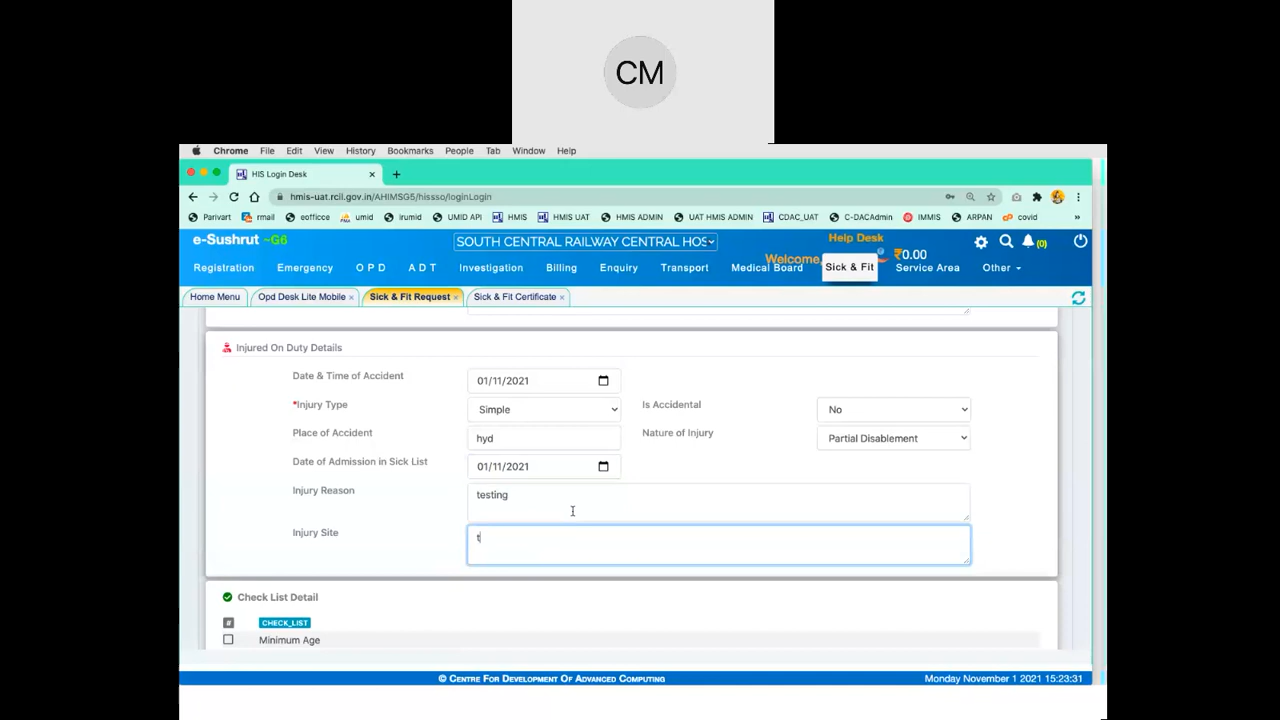 CM
Chrome File Edit View History Bookmarks People Tab Window Help
HIS Login Desk
hmis-uat.rcil.gov.in/AHIMSG5/hissso/loginLogin
Parivart rmail eofficce umid irumid UMID API HMIS HMIS UAT HMIS ADMIN UAT HMIS ADMIN CDAC_UAT C-DACAdmin IMMIS ARPAN covid »
e-Sushrut ~G6 SOUTH CENTRAL RAILWAY CENTRAL HOS Help Desk (0)
Welcome, ₹0.00
Registration Emergency O P D A D T Investigation Billing Enquiry Transport Medical Board Sick & Fit Service Area Other
Home Menu Opd Desk Lite Mobile × Sick & Fit Request × Sick & Fit Certificate ×
Injured On Duty Details
Date & Time of Accident 01/11/2021
*Injury Type Simple Is Accidental No
Place of Accident hyd Nature of Injury Partial Disablement
Date of Admission in Sick List 01/11/2021
Injury Reason testing
Injury Site t
Check List Detail
# CHECK_LIST
Minimum Age
© CENTRE FOR DEVELOPMENT OF ADVANCED COMPUTING Monday November 1 2021 15:23:31